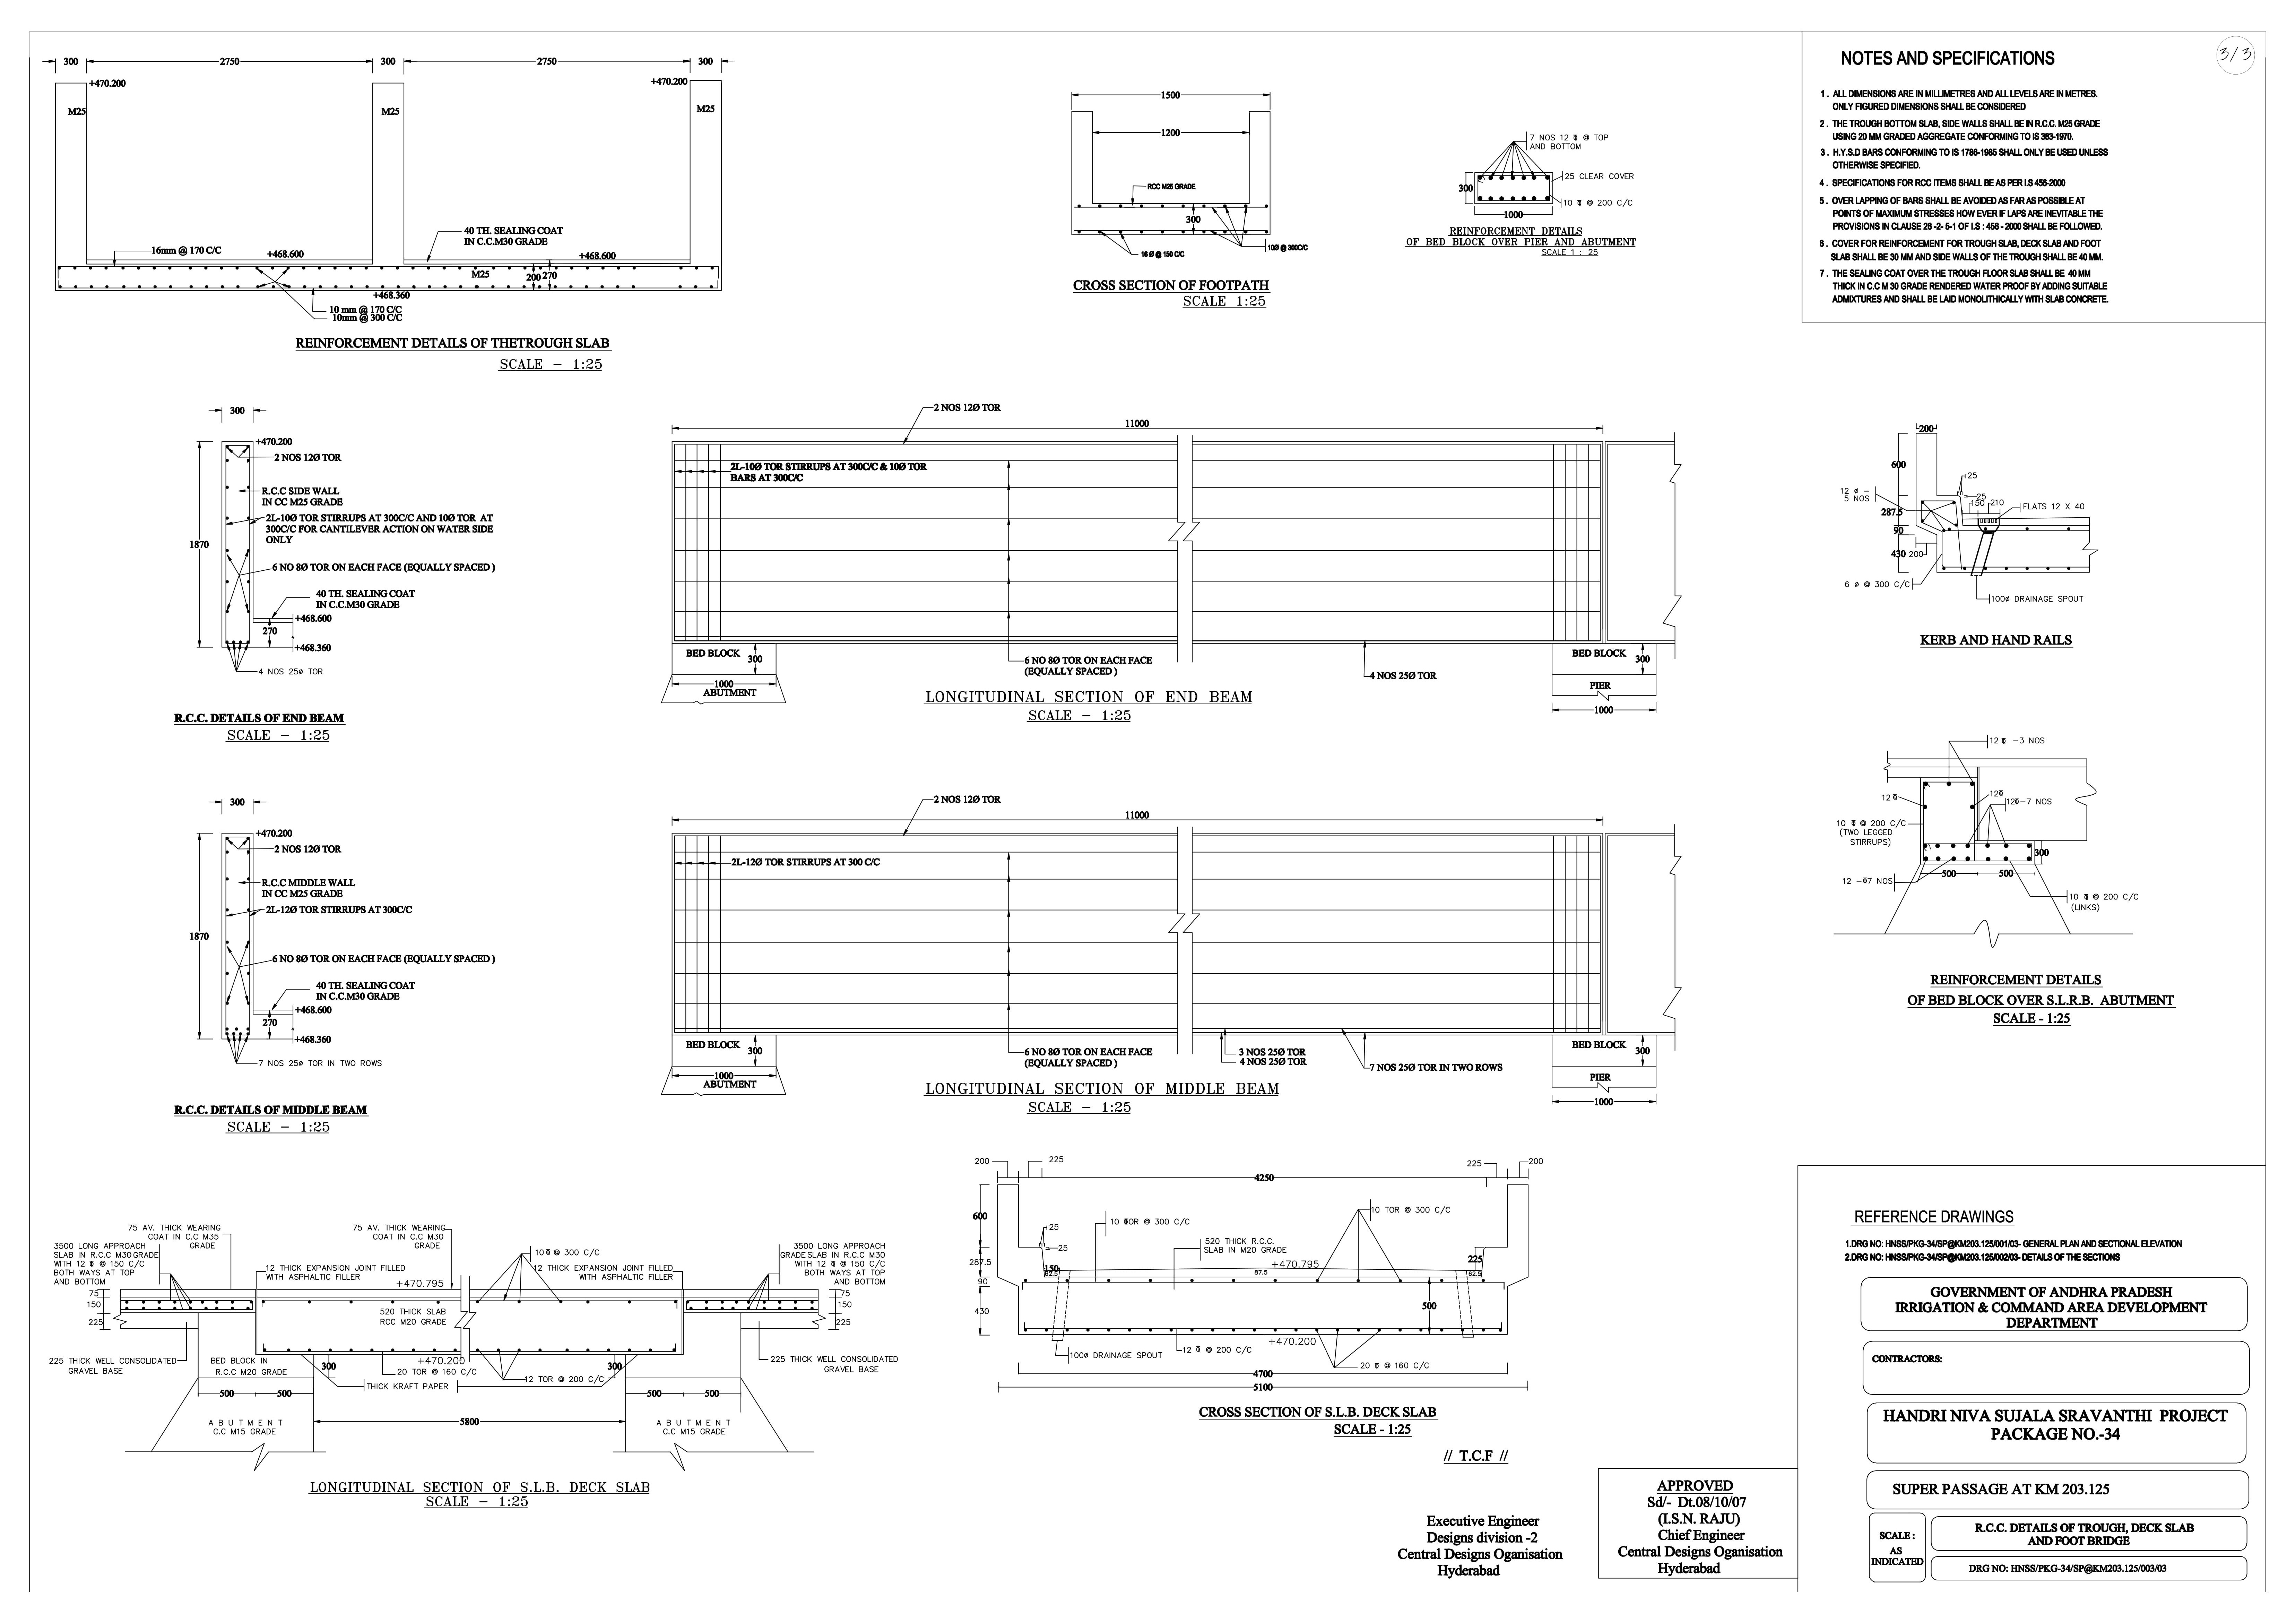 300
2750
300
2750
300
+470.200
+470.200
M25
M25
M25
16mm @ 170 C/C
+468.600
40 TH. SEALING COAT
IN C.C.M30 GRADE
+468.600
M25
200
270
+468.360
10 mm @ 170 C/C
10mm @ 300 C/C
REINFORCEMENT DETAILS OF THETROUGH SLAB
SCALE - 1:25
1500
1200
RCC M25 GRADE
300
16 Ø @ 150 C/C
10Ø @ 300C/C
CROSS SECTION OF FOOTPATH
SCALE 1:25
7 NOS 12 Φ @ TOP
AND BOTTOM
25 CLEAR COVER
300
10 Φ @ 200 C/C
1000
REINFORCEMENT DETAILS
OF BED BLOCK OVER PIER AND ABUTMENT
SCALE 1 : 25
NOTES AND SPECIFICATIONS
3/3
1 . ALL DIMENSIONS ARE IN MILLIMETRES AND ALL LEVELS ARE IN METRES.
ONLY FIGURED DIMENSIONS SHALL BE CONSIDERED
2 . THE TROUGH BOTTOM SLAB, SIDE WALLS SHALL BE IN R.C.C. M25 GRADE
USING 20 MM GRADED AGGREGATE CONFORMING TO IS 383-1970.
3 . H.Y.S.D BARS CONFORMING TO IS 1786-1985 SHALL ONLY BE USED UNLESS
OTHERWISE SPECIFIED.
4 . SPECIFICATIONS FOR RCC ITEMS SHALL BE AS PER I.S 456-2000
5 . OVER LAPPING OF BARS SHALL BE AVOIDED AS FAR AS POSSIBLE AT
POINTS OF MAXIMUM STRESSES HOW EVER IF LAPS ARE INEVITABLE THE
PROVISIONS IN CLAUSE 26 -2- 5-1 OF I.S : 456 - 2000 SHALL BE FOLLOWED.
6 . COVER FOR REINFORCEMENT FOR TROUGH SLAB, DECK SLAB AND FOOT
SLAB SHALL BE 30 MM AND SIDE WALLS OF THE TROUGH SHALL BE 40 MM.
7 . THE SEALING COAT OVER THE TROUGH FLOOR SLAB SHALL BE 40 MM
THICK IN C.C M 30 GRADE RENDERED WATER PROOF BY ADDING SUITABLE
ADMIXTURES AND SHALL BE LAID MONOLITHICALLY WITH SLAB CONCRETE.
300
+470.200
2 NOS 12Ø TOR
R.C.C SIDE WALL
IN CC M25 GRADE
2L-10Ø TOR STIRRUPS AT 300C/C AND 10Ø TOR AT
300C/C FOR CANTILEVER ACTION ON WATER SIDE
ONLY
1870
6 NO 8Ø TOR ON EACH FACE (EQUALLY SPACED )
40 TH. SEALING COAT
IN C.C.M30 GRADE
+468.600
270
+468.360
4 NOS 25ø TOR
R.C.C. DETAILS OF END BEAM
SCALE - 1:25
2 NOS 12Ø TOR
11000
2L-10Ø TOR STIRRUPS AT 300C/C & 10Ø TOR
BARS AT 300C/C
BED BLOCK
300
1000
ABUTMENT
6 NO 8Ø TOR ON EACH FACE
(EQUALLY SPACED )
4 NOS 25Ø TOR
BED BLOCK
300
PIER
1000
LONGITUDINAL SECTION OF END BEAM
SCALE - 1:25
200
600
25
25
150
210
12 ø -
5 NOS
FLATS 12 X 40
287.5
90
430
200
6 ø @ 300 C/C
100ø DRAINAGE SPOUT
KERB AND HAND RAILS
300
+470.200
2 NOS 12Ø TOR
R.C.C MIDDLE WALL
IN CC M25 GRADE
2L-12Ø TOR STIRRUPS AT 300C/C
1870
6 NO 8Ø TOR ON EACH FACE (EQUALLY SPACED )
40 TH. SEALING COAT
IN C.C.M30 GRADE
+468.600
270
+468.360
7 NOS 25ø TOR IN TWO ROWS
R.C.C. DETAILS OF MIDDLE BEAM
SCALE - 1:25
2 NOS 12Ø TOR
11000
2L-12Ø TOR STIRRUPS AT 300 C/C
BED BLOCK
300
1000
ABUTMENT
6 NO 8Ø TOR ON EACH FACE
(EQUALLY SPACED )
3 NOS 25Ø TOR
4 NOS 25Ø TOR
7 NOS 25Ø TOR IN TWO ROWS
BED BLOCK
300
PIER
1000
LONGITUDINAL SECTION OF MIDDLE BEAM
SCALE - 1:25
12 Φ -3 NOS
12 Φ
12Φ
12Φ-7 NOS
10 Φ @ 200 C/C
(TWO LEGGED
STIRRUPS)
300
12 -Φ7 NOS
500
500
10 Φ @ 200 C/C
(LINKS)
REINFORCEMENT DETAILS
OF BED BLOCK OVER S.L.R.B. ABUTMENT
SCALE - 1:25
75 AV. THICK WEARING
COAT IN C.C M35
GRADE
75 AV. THICK WEARING
COAT IN C.C M30
GRADE
3500 LONG APPROACH
SLAB IN R.C.C M30 GRADE
WITH 12 Φ @ 150 C/C
BOTH WAYS AT TOP
AND BOTTOM
12 THICK EXPANSION JOINT FILLED
WITH ASPHALTIC FILLER
10Φ @ 300 C/C
12 THICK EXPANSION JOINT FILLED
WITH ASPHALTIC FILLER
3500 LONG APPROACH
GRADE SLAB IN R.C.C M30
WITH 12 Φ @ 150 C/C
BOTH WAYS AT TOP
AND BOTTOM
+470.795
75
150
225
520 THICK SLAB
RCC M20 GRADE
75
150
225
225 THICK WELL CONSOLIDATED
GRAVEL BASE
BED BLOCK IN
R.C.C M20 GRADE
300
+470.200
20 TOR @ 160 C/C
THICK KRAFT PAPER
12 TOR @ 200 C/C
300
225 THICK WELL CONSOLIDATED
GRAVEL BASE
500
500
500
500
ABUTMENT
C.C M15 GRADE
5800
ABUTMENT
C.C M15 GRADE
LONGITUDINAL SECTION OF S.L.B. DECK SLAB
SCALE - 1:25
200
225
4250
225
200
600
25
25
10 TOR @ 300 C/C
10 TOR @ 300 C/C
520 THICK R.C.C.
SLAB IN M20 GRADE
287.5
150
62.5
87.5
+470.795
225
62.5
90
430
500
+470.200
100ø DRAINAGE SPOUT
12 Φ @ 200 C/C
20 Φ @ 160 C/C
4700
5100
CROSS SECTION OF S.L.B. DECK SLAB
SCALE - 1:25
// T.C.F //
Executive Engineer
Designs division -2
Central Designs Oganisation
Hyderabad
APPROVED
Sd/- Dt.08/10/07
(I.S.N. RAJU)
Chief Engineer
Central Designs Oganisation
Hyderabad
REFERENCE DRAWINGS
1.DRG NO: HNSS/PKG-34/SP@KM203.125/001/03- GENERAL PLAN AND SECTIONAL ELEVATION
2.DRG NO: HNSS/PKG-34/SP@KM203.125/002/03- DETAILS OF THE SECTIONS
GOVERNMENT OF ANDHRA PRADESH
IRRIGATION & COMMAND AREA DEVELOPMENT
DEPARTMENT
CONTRACTORS:
HANDRI NIVA SUJALA SRAVANTHI PROJECT
PACKAGE NO.-34
SUPER PASSAGE AT KM 203.125
SCALE :
AS
INDICATED
R.C.C. DETAILS OF TROUGH, DECK SLAB
AND FOOT BRIDGE
DRG NO: HNSS/PKG-34/SP@KM203.125/003/03